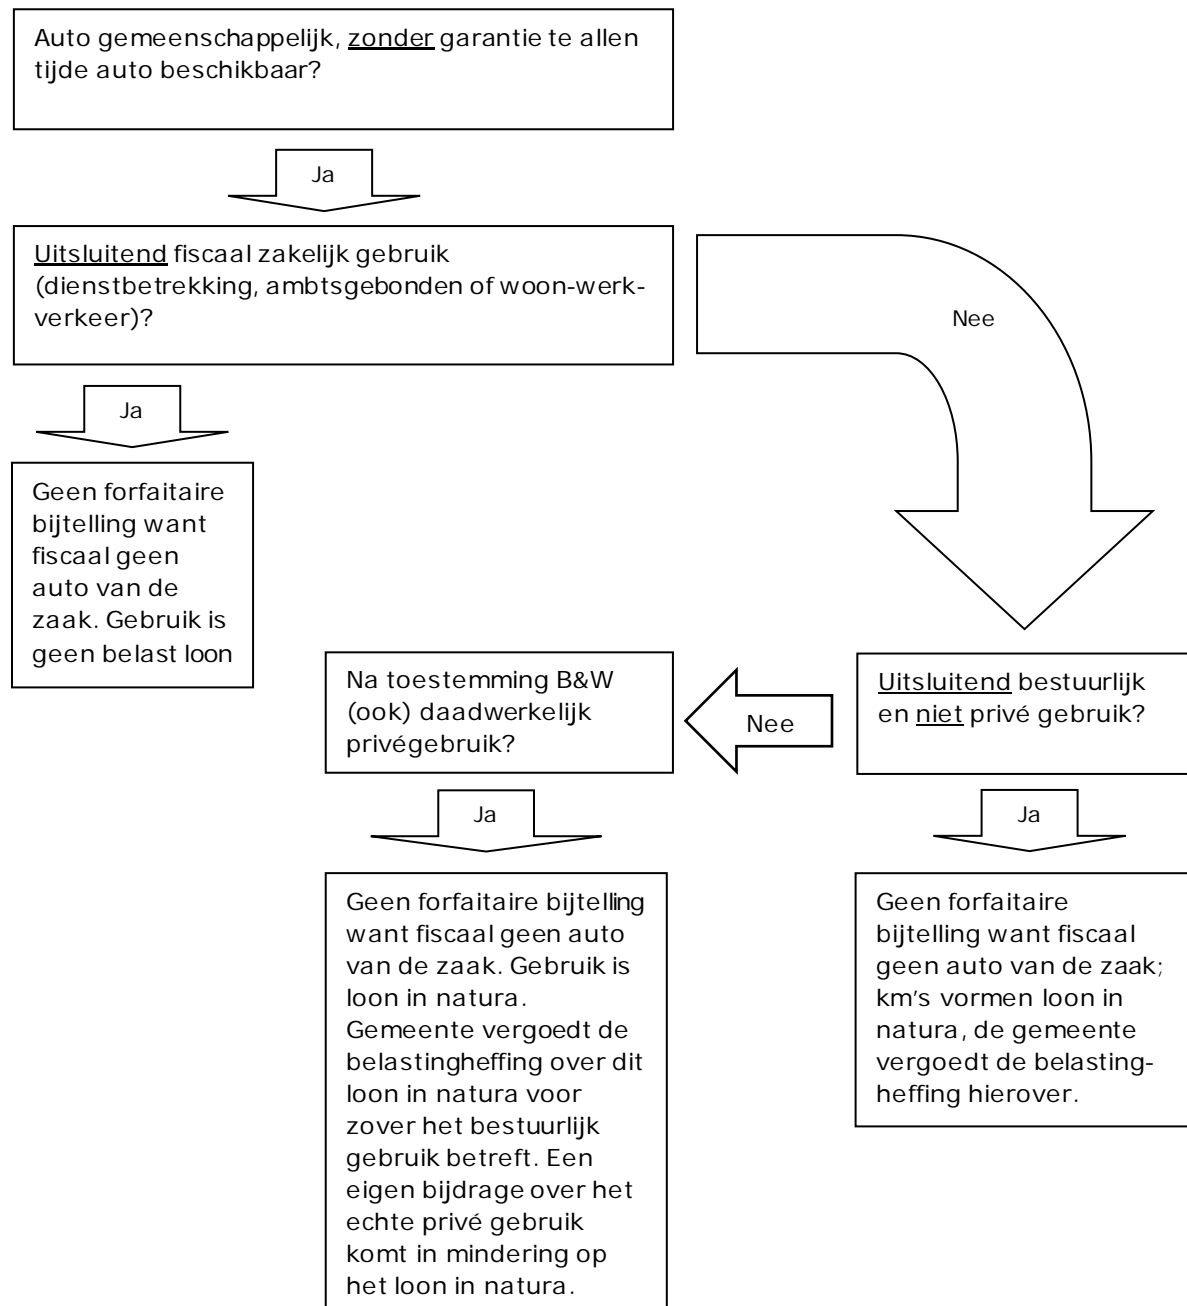 Auto gemeenschappelijk, zonder garantie te allen
tijde auto beschikbaar?
Ja
Uitsluitend fiscaal zakelijk gebruik
(dienstbetrekking, ambtsgebonden of woon-werk-
verkeer)?
Nee
Ja
Geen forfaitaire
bijtelling want
fiscaal geen
auto van de
zaak. Gebruik is
geen belast loon
Uitsluitend bestuurlijk
en niet privé gebruik?
Nee
Na toestemming B&W
(ook) daadwerkelijk
privégebruik?
Ja
Ja
Geen forfaitaire bijtelling
want fiscaal geen auto
van de zaak. Gebruik is
loon in natura.
Gemeente vergoedt de
belastingheffing over dit
loon in natura voor
zover het bestuurlijk
gebruik betreft. Een
eigen bijdrage over het
echte privé gebruik
komt in mindering op
het loon in natura.
Geen forfaitaire
bijtelling want fiscaal
geen auto van de zaak;
km's vormen loon in
natura, de gemeente
vergoedt de belasting-
heffing hierover.